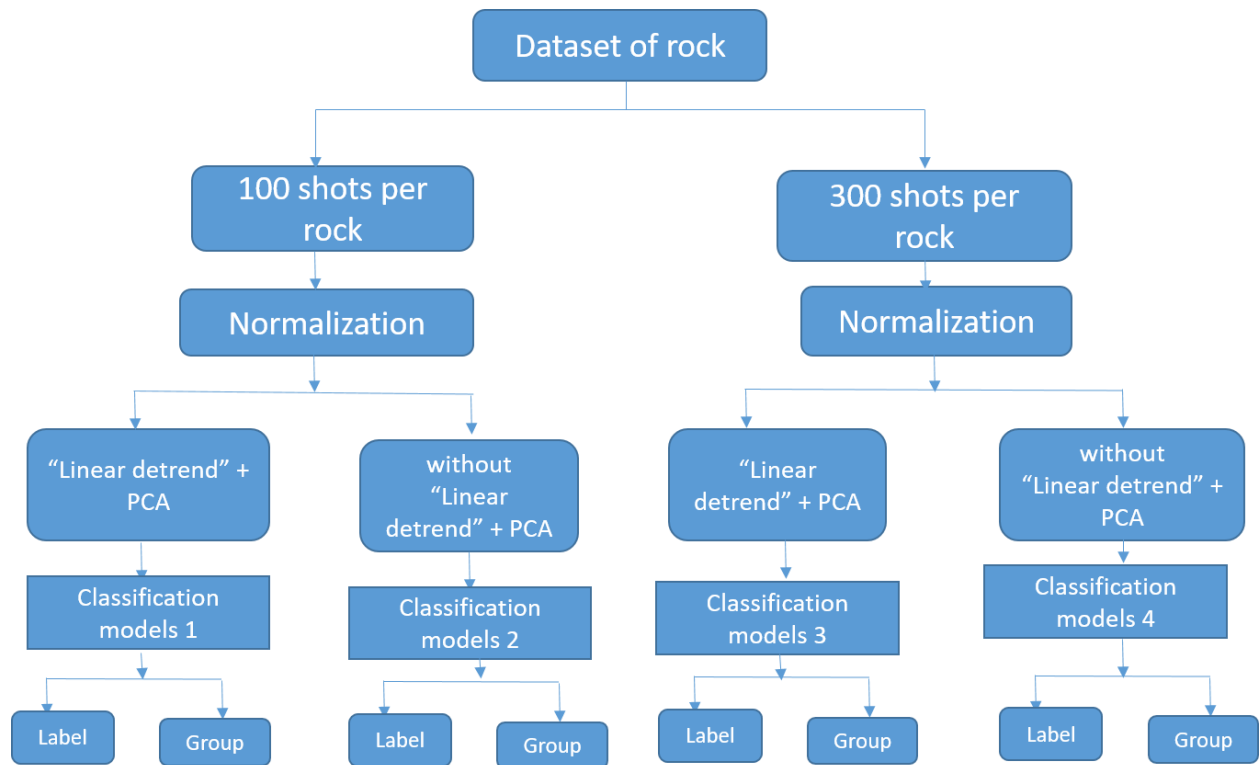 Dataset of rock
100 shots per
rock
300 shots per
rock
Normalization
Normalization
“Linear detrend” +
PCA
without
“Linear
detrend” + PCA
“Linear
detrend” + PCA
without
“Linear detrend” +
PCA
Classification
models 1
Classification
models 2
Classification
models 3
Classification
models 4
Label
Group
Label
Group
Label
Group
Label
Group